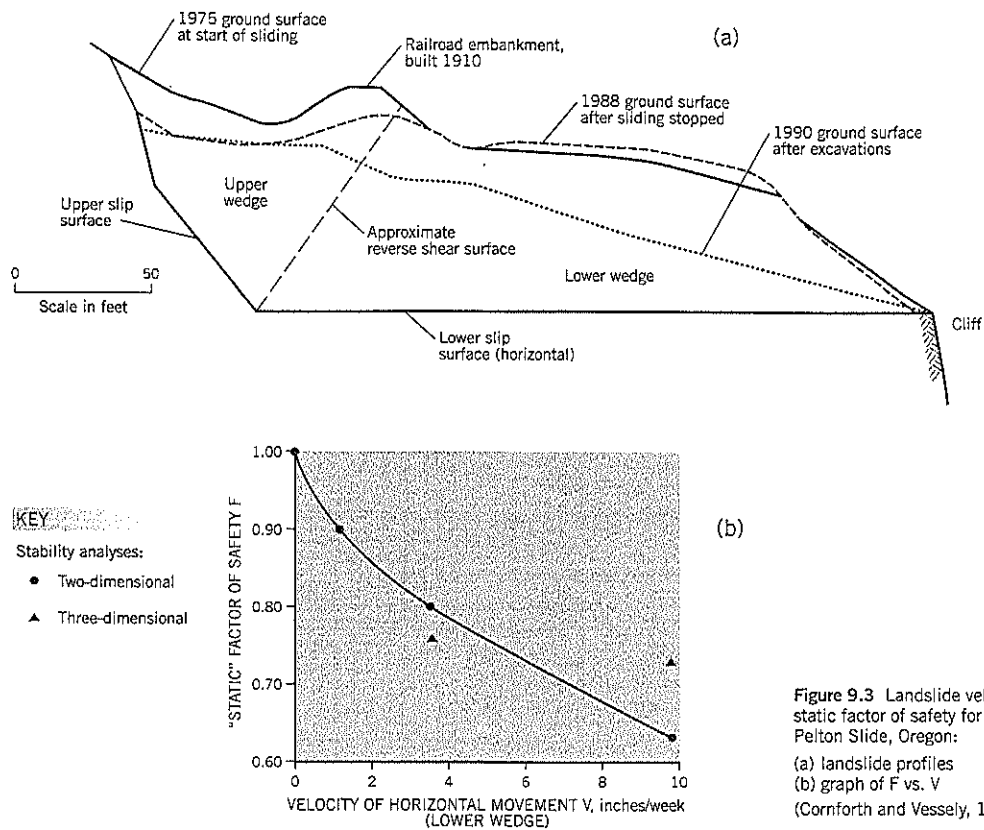 1975 ground surface
at start of sliding
Railroad embankment,
built 1910
(a)
1988 ground surface
after sliding stopped
1990 ground surface
after excavations
Upper
wedge
Upper slip
surface
Approximate
reverse shear surface
Lower wedge
0 50
Scale in feet
Lower slip
surface (horizontal)
Cliff
KEY
Stability analyses:
Two-dimensional
Three-dimensional
"STATIC" FACTOR OF SAFETY F
1.00
0.90
0.80
0.70
0.60
0 2 4 6 8 10
VELOCITY OF HORIZONTAL MOVEMENT V, inches/week
(LOWER WEDGE)
(b)
Figure 9.3 Landslide vel
static factor of safety for
Pelton Slide, Oregon:
(a) landslide profiles
(b) graph of F vs. V
(Cornforth and Vessely, 1